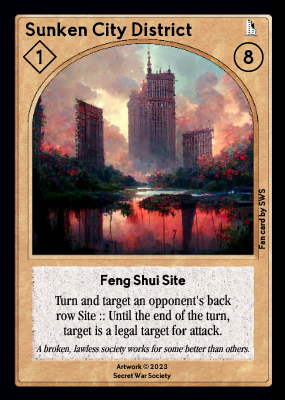 Sunken City District
1
8
Fan card by SWS
Feng Shui Site
Turn and target an opponent's back
row Site :: Until the end of the turn,
target is a legal target for attack.
A broken, lawless society works for some better than others.
Artwork © 2023
Secret War Society